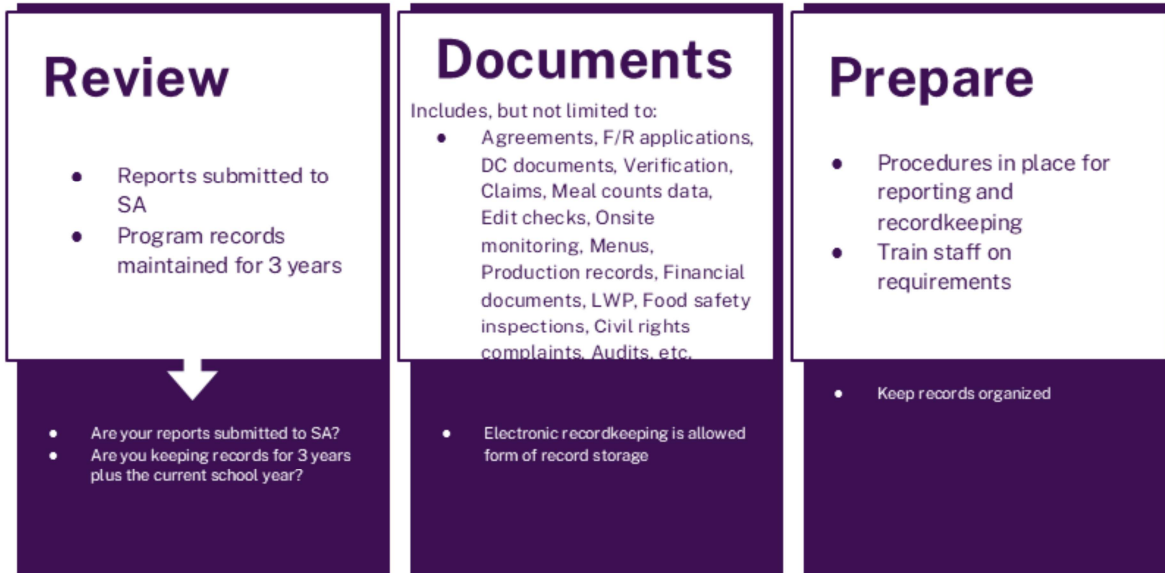 Review
● Reports submitted to
SA
● Program records
maintained for 3 years
● Are your reports submitted to SA?
● Are you keeping records for 3 years
plus the current school year?
Documents
Includes, but not limited to:
● Agreements, F/R applications,
DC documents, Verification,
Claims, Meal counts data,
Edit checks, Onsite
monitoring, Menus,
Production records, Financial
documents, LWP, Food safety
inspections, Civil rights
complaints, Audits, etc.
● Electronic recordkeeping is allowed
form of record storage
Prepare
● Procedures in place for
reporting and
recordkeeping
● Train staff on
requirements
● Keep records organized